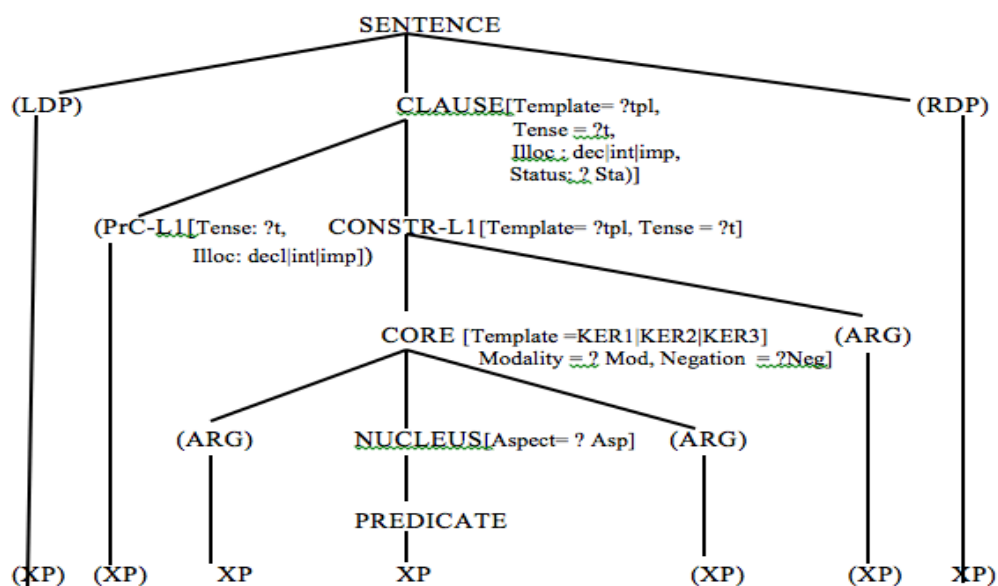 SENTENCE
(LDP)
CLAUSE[Template= ?tpl,
Tense = ?t,
Illoc : dec|int|imp,
Status: ? Sta)]
(RDP)
(PrC-L1[Tense: ?t,
Illoc: decl|int|imp])
CONSTR-L1[Template= ?tpl, Tense = ?t]
CORE [Template =KER1|KER2|KER3]
Modality = ? Mod, Negation = ?Neg]
(ARG)
(ARG)
NUCLEUS[Aspect= ? Asp]
(ARG)
PREDICATE
(XP) (XP) XP XP (XP) (XP) XP)